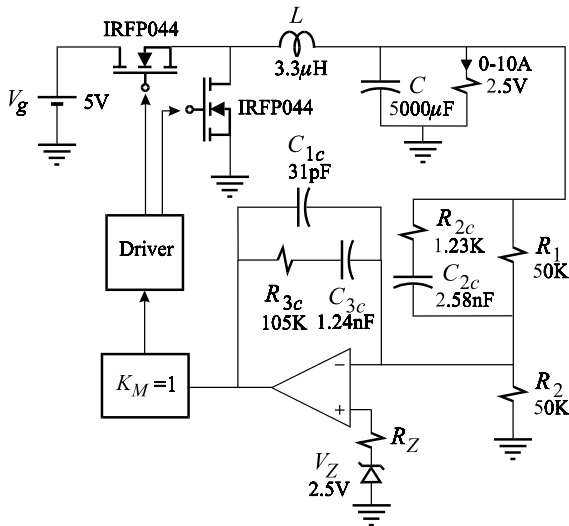 IRFP044
L
3.3μH
0-10A
2.5V
Vg
5V
IRFP044
C
5000μF
C1c
31pF
Driver
R2c
1.23K
C2c
2.58nF
R1
50K
R3c
105K
C3c
1.24nF
KM=1
−
+
R2
50K
RZ
VZ
2.5V